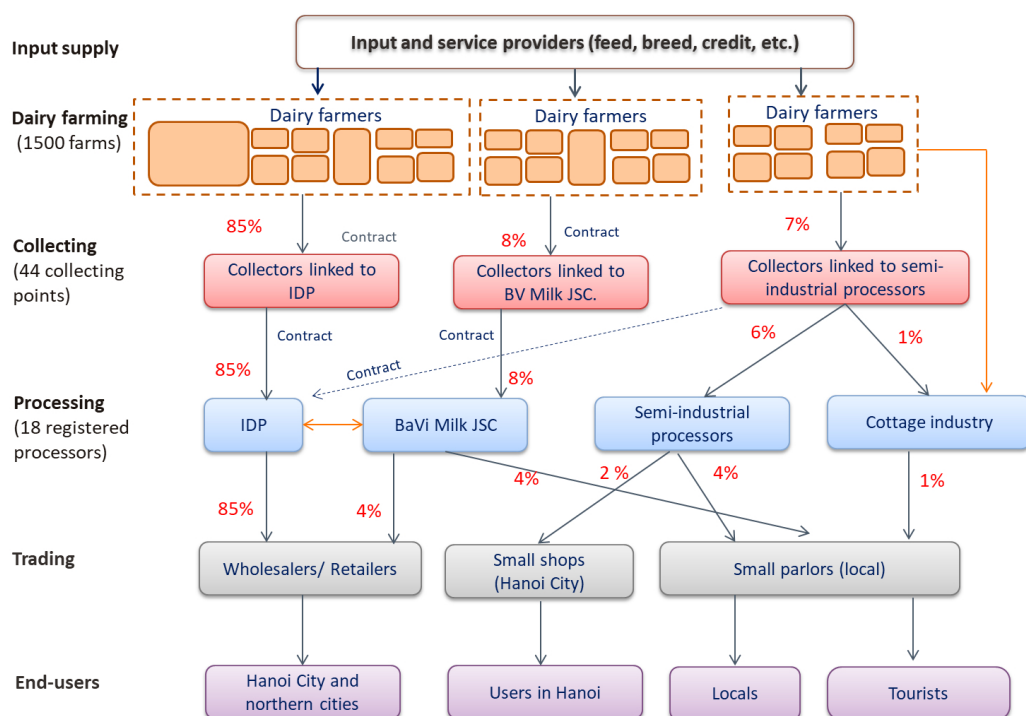 Input supply
Input and service providers (feed, breed, credit, etc.)
Dairy farming
(1500 farms)
Dairy farmers
Dairy farmers
Dairy farmers
85%
Contract
8%
Contract
7%
Collecting
(44 collecting
points)
Collectors linked to
IDP
Collectors linked to
BV Milk JSC.
Collectors linked to semi-
industrial processors
Contract
Contract
6%
1%
85%
Contract
8%
Processing
(18 registered
processors)
IDP
BaVi Milk JSC
Semi-industrial
processors
Cottage industry
85%
4%
4%
2 %
4%
1%
Trading
Wholesalers/ Retailers
Small shops
(Hanoi City)
Small parlors (local)
End-users
Hanoi City and
northern cities
Users in Hanoi
Locals
Tourists